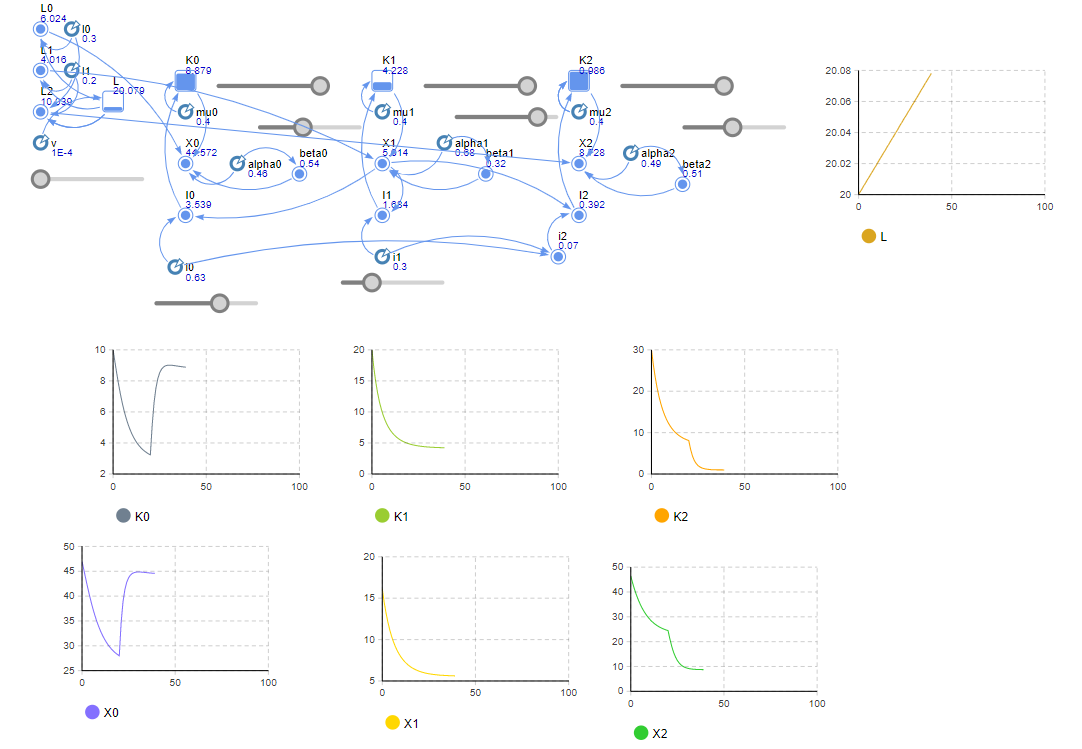 L0
6.024
l0
0.3
L1
4.016
l1
0.2
L
20.079
L2
10.039
v
1E-4
K0
8.879
mu0
0.4
X0
44.572
alpha0
0.46
beta0
0.54
I0
3.539
i0
0.63
K1
4.228
mu1
0.4
X1
5.614
alpha1
0.68
beta1
0.32
I1
1.684
i1
0.3
K2
0.986
mu2
0.4
X2
8.728
alpha2
0.49
beta2
0.51
I2
0.392
i2
0.07
20.08
20.06
20.04
20.02
20
0 50 100
L
10
8
6
4
2
0 50 100
K0
20
15
10
5
0
0 50 100
K1
30
20
10
0
0 50 100
K2
50
45
40
35
30
25
0 50 100
X0
20
15
10
5
0 50 100
X1
50
40
30
20
10
0
0 50 100
X2